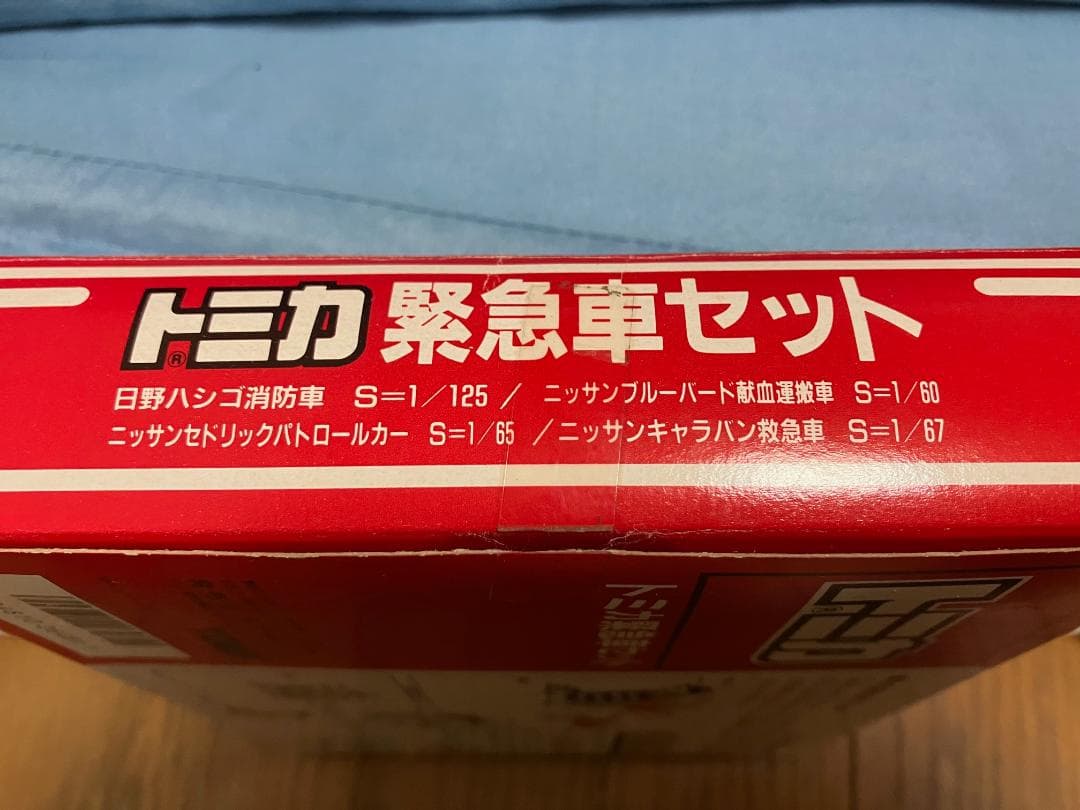 トミカ® 緊急車セット
日野ハシゴ消防車 S=1/125 / ニッサンブルーバード献血運搬車 S=1/60
ニッサンセドリックパトロールカー S=1/65 / ニッサンキャラバン救急車 S=1/67
トミカ